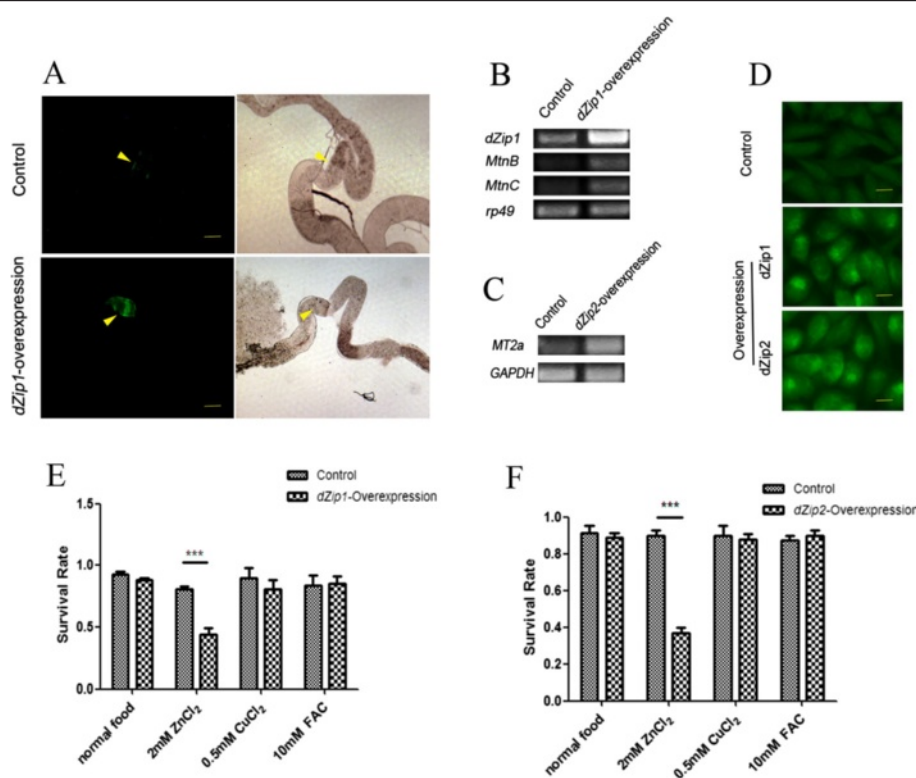 A
Control
dZip1-overexpression
B
Control
dZip1-overexpression
dZip1
MtnB
MtnC
rp49
C
Control
dZip2-overexpression
MT2a
GAPDH
D
Control
Overexpression
dZip1
dZip2
E
Control
dZip1-Overexpression
Survival Rate
1.5
1.0
0.5
0.0
***
normal food
2mM ZnCl₂
0.5mM CuCl₂
10mM FAC
F
Control
dZip2-Overexpression
Survival Rate
1.0
0.8
0.6
0.4
0.2
0.0
***
normal food
2mM ZnCl₂
0.5mM CuCl₂
10mM FAC